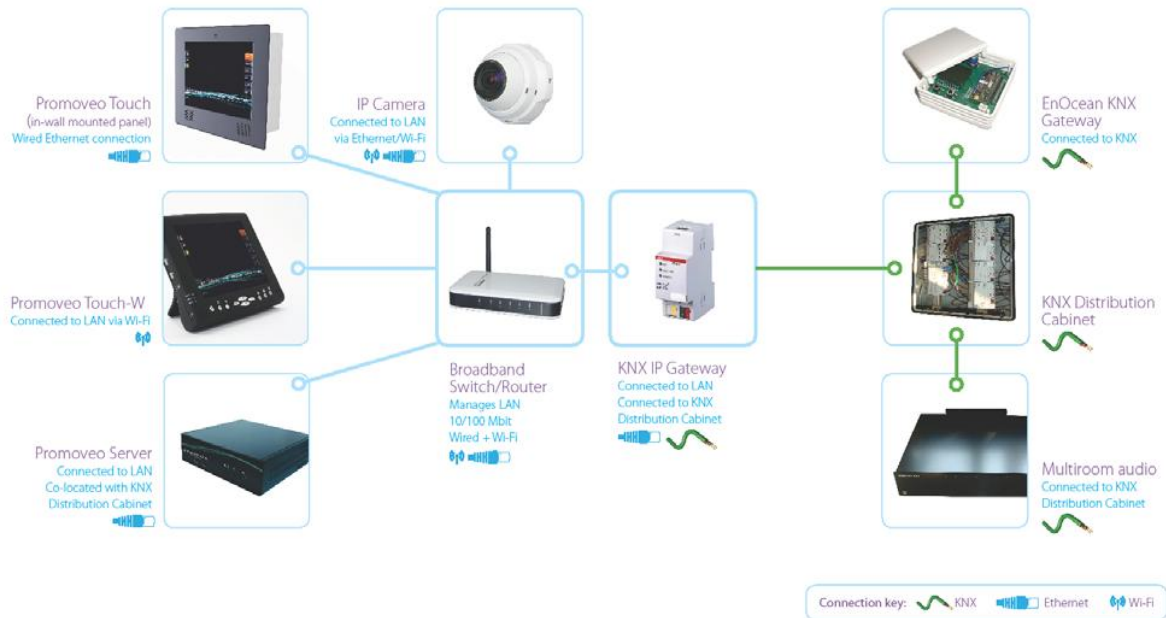 Promoveo Touch
(in-wall mounted panel)
Wired Ethernet connection
IP Camera
Connected to LAN
via Ethernet/Wi-Fi
EnOcean KNX
Gateway
Connected to KNX
Promoveo Touch-W
Connected to LAN via Wi-Fi
Broadband
Switch/Router
Manages LAN
10/100 Mbit
Wired + Wi-Fi
KNX IP Gateway
Connected to LAN
Connected to KNX
Distribution Cabinet
KNX Distribution
Cabinet
Promoveo Server
Connected to LAN
Co-located with KNX
Distribution Cabinet
Multiroom audio
Connected to KNX
Distribution Cabinet
Connection key: KNX Ethernet Wi-Fi